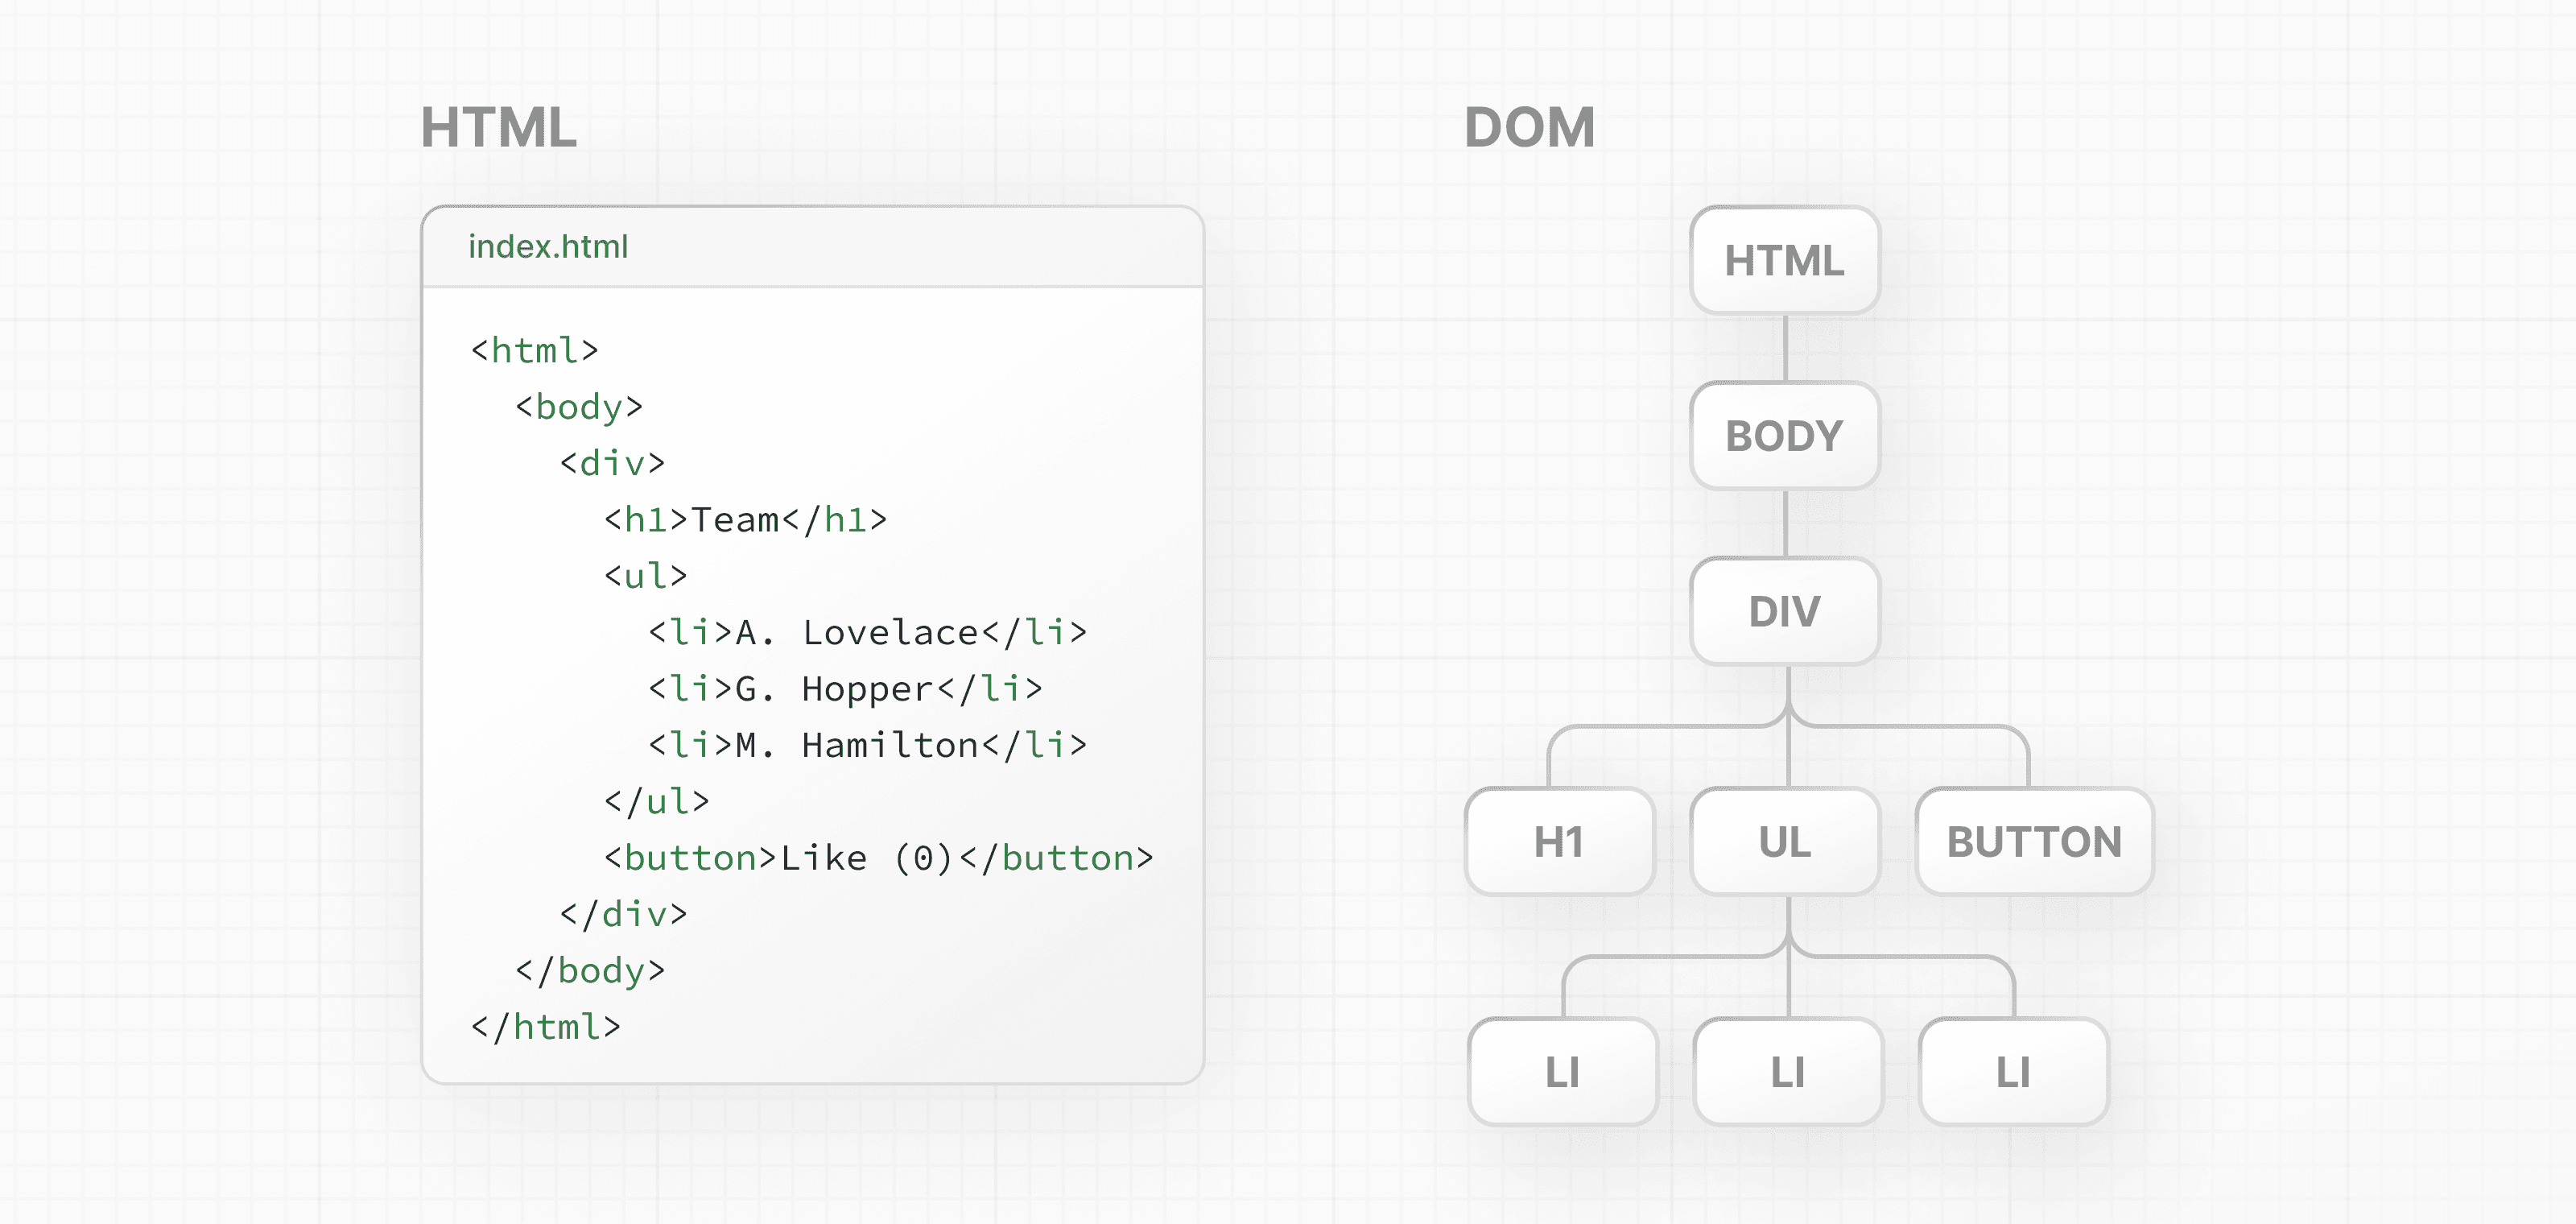 HTML
index.html
<html>
<body>
<div>
<h1>Team</h1>
<ul>
<li>A. Lovelace</li>
<li>G. Hopper</li>
<li>M. Hamilton</li>
</ul>
<button>Like (0)</button>
</div>
</body>
</html>
DOM
HTML
BODY
DIV
H1 UL BUTTON
LI LI LI